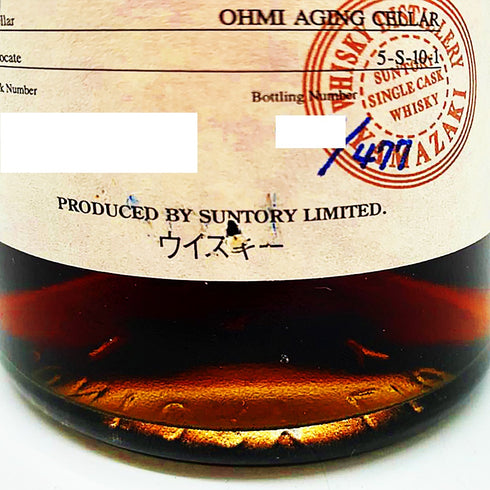 llar OHMI AGING CELLAR
ocate 5-S-10-1
k Number Bottling Number
/477
WHISKY DISTILLERY
SUNTORY
SINGLE CASK
WHISKY
YAMAZAKI
PRODUCED BY SUNTORY LIMITED.
ウイスキー